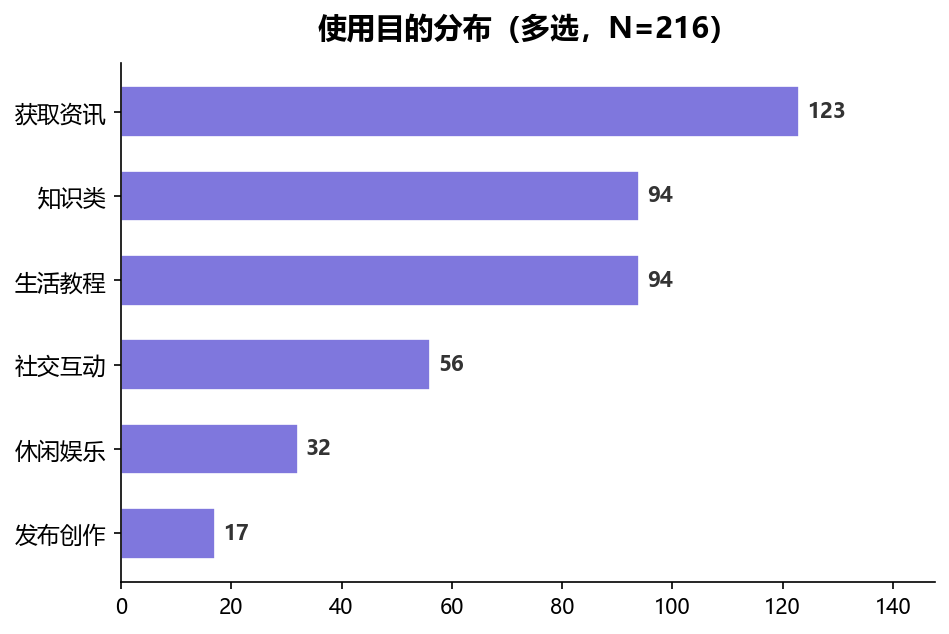 使用目的分布（多选，N=216）
获取资讯 123
知识类 94
生活教程 94
社交互动 56
休闲娱乐 32
发布创作 17
0 20 40 60 80 100 120 140